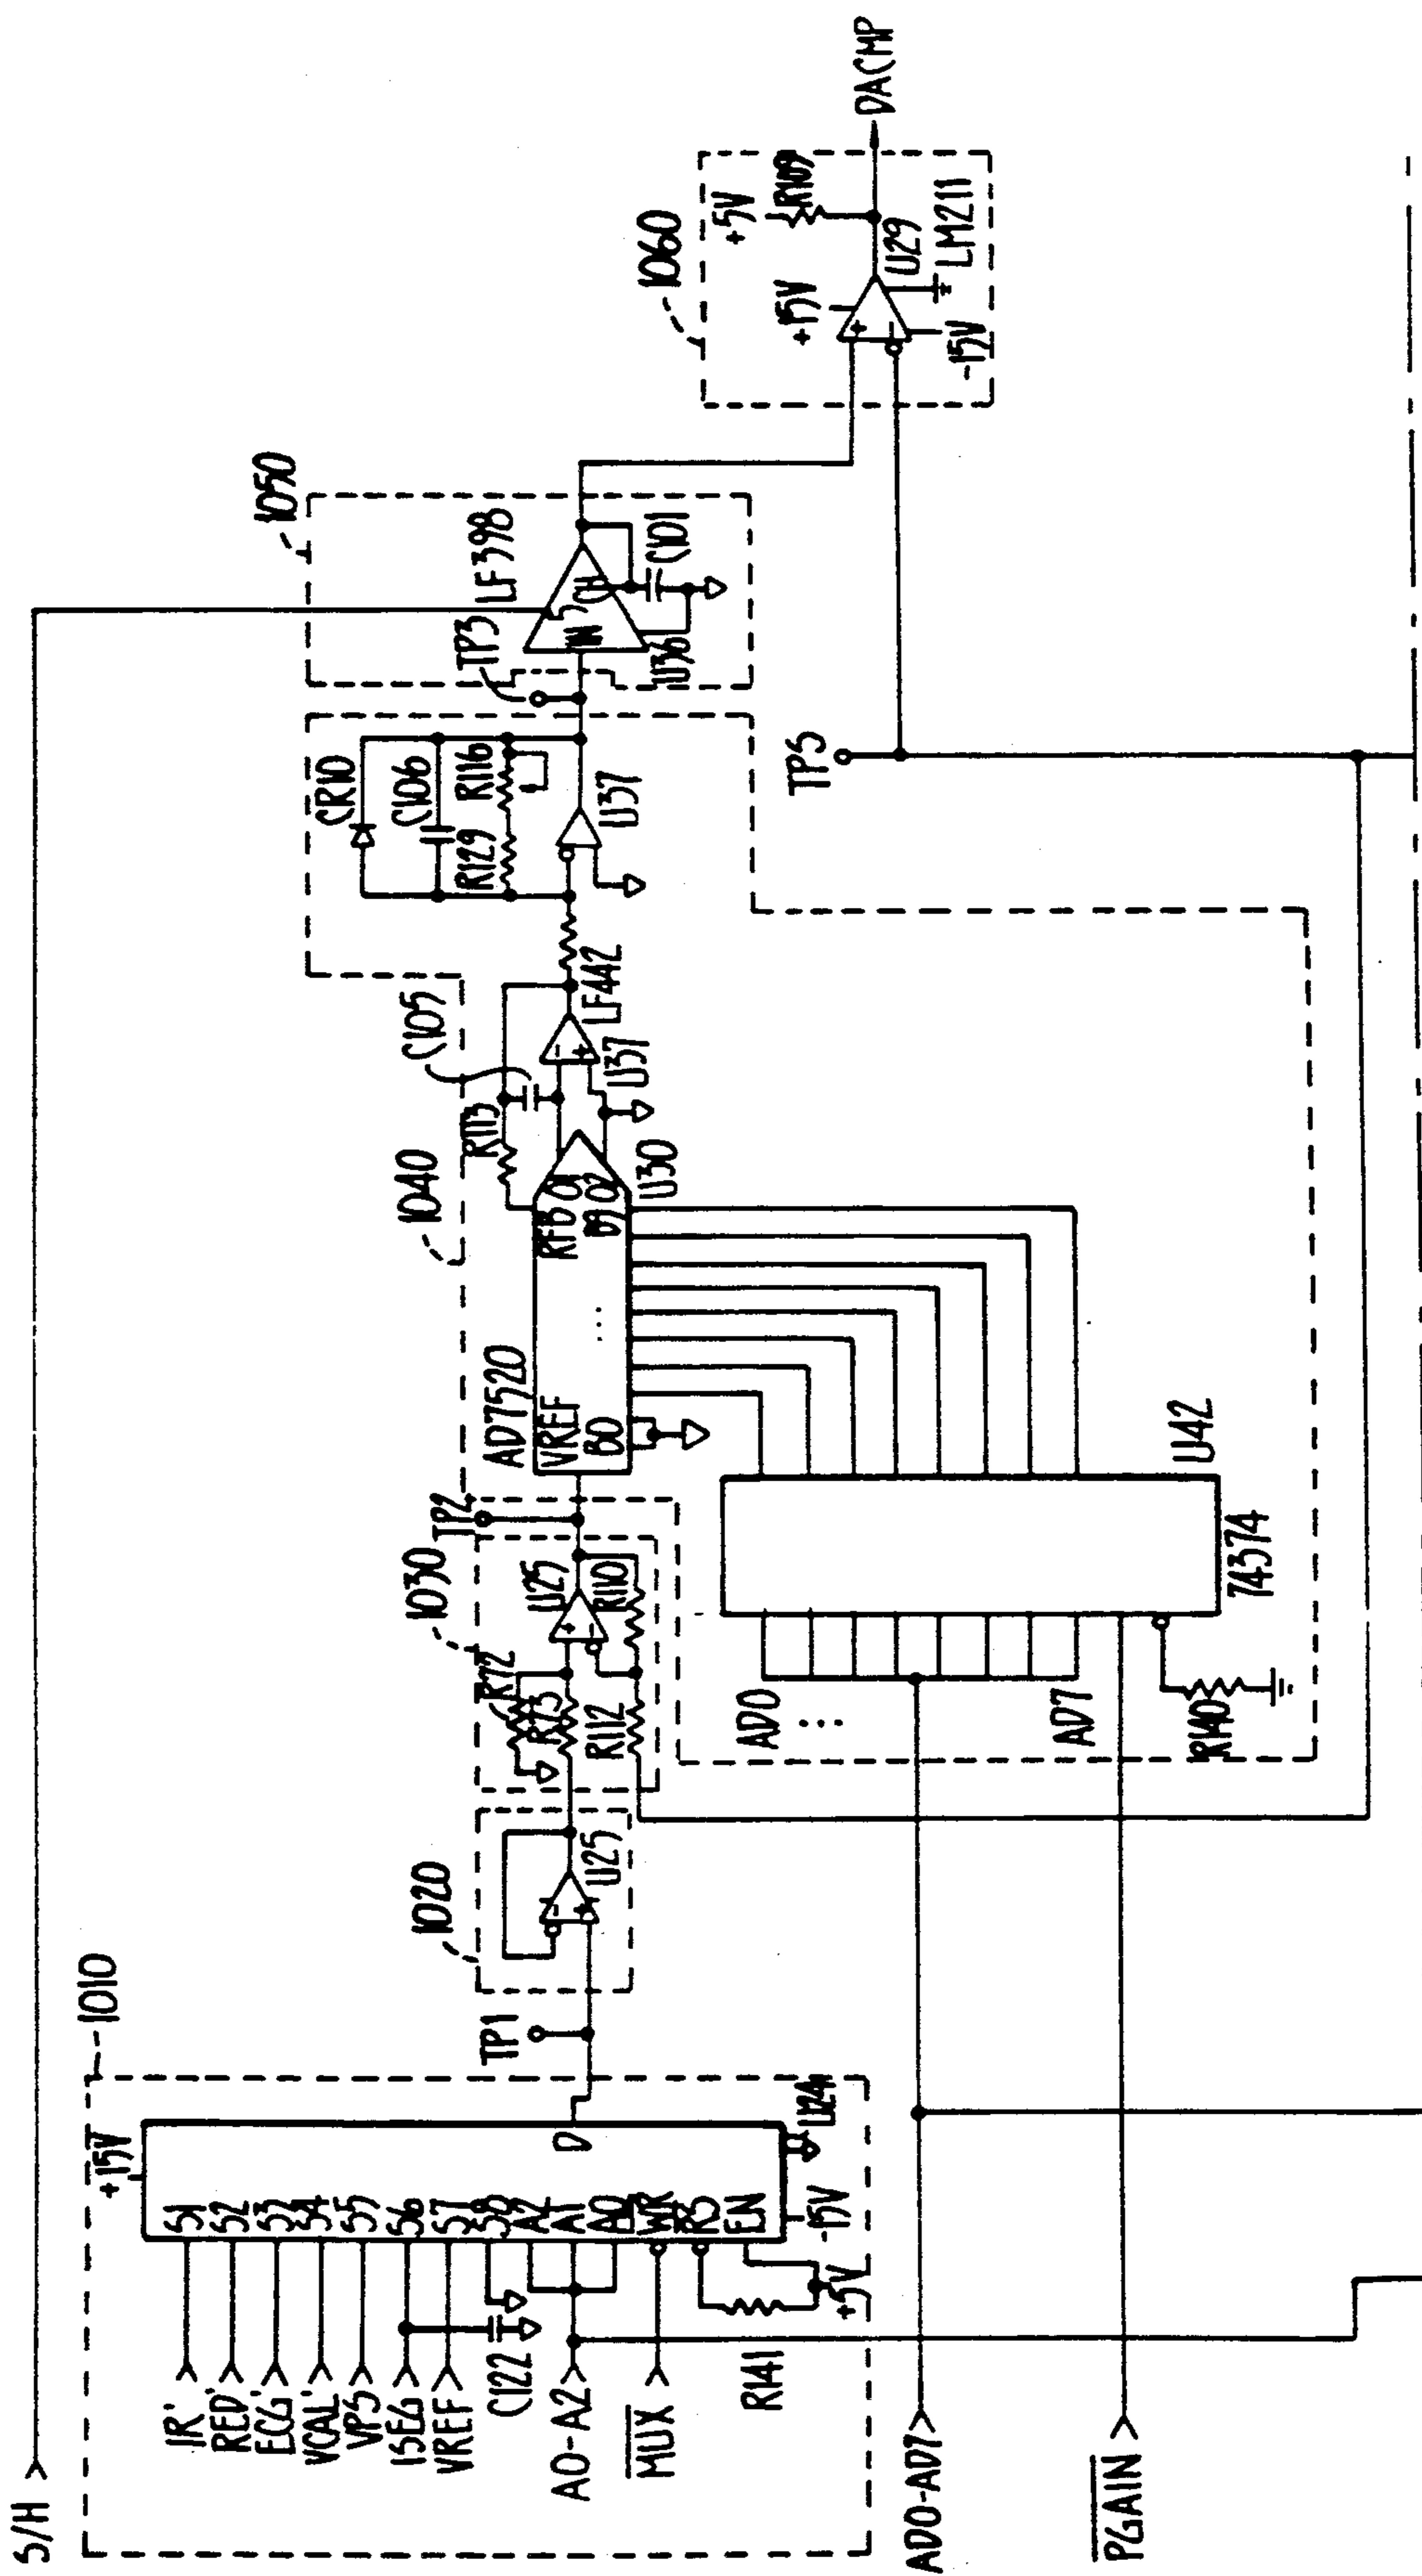 S/H
1010
+15V
IR'
RED'
ECG'
VCAL'
VPS
ISEG
VREF
C122
A0-A2
MUX
R141
S1
S2
S3
S4
S5
S6
S7
S8
A2
A1
A0
WR
RS
EN
D
U24
-15V
+5V
AD0-AD7
PGAIN
TP1
1020
-
+
U25
1030
R72
R73
R112
+
-
U25
R110
TP2
AD0
...
AD7
R140
74374
U42
1040
AD7520
VREF
B0
...
RFB
O1
B9
O2
U30
R113
C105
-
+
U37
LF442
CR10
C106
R129
R116
U37
TP3
1050
LF398
IN
CH
C101
U36
TP5
1060
+5V
R109
+15V
+
-
-15V
U29
LM211
DACMP